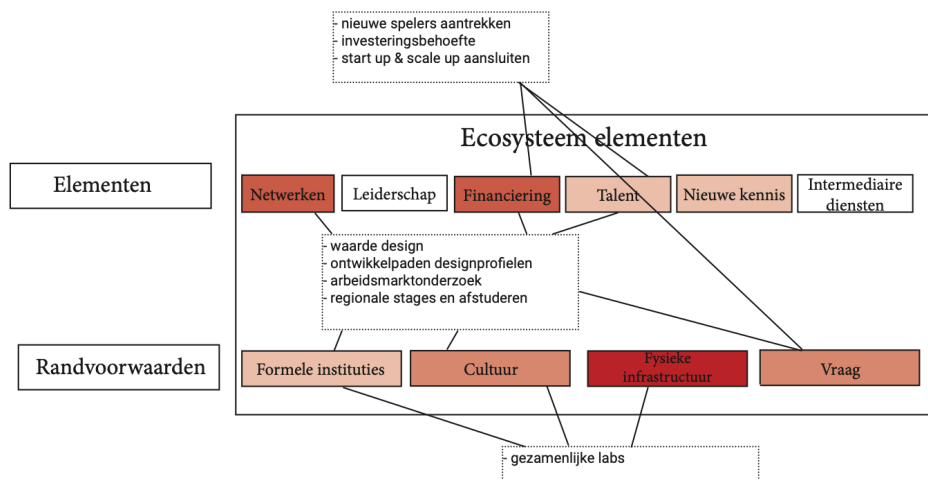 - nieuwe spelers aantrekken
- investeringsbehoefte
- start up & scale up aansluiten
Ecosysteem elementen
Elementen
Netwerken
Leiderschap
Financiering
Talent
Nieuwe kennis
Intermediaire
diensten
- waarde design
- ontwikkelpaden designprofielen
- arbeidsmarktonderzoek
- regionale stages en afstuderen
Randvoorwaarden
Formele instituties
Cultuur
Fysieke
infrastructuur
Vraag
- gezamenlijke labs